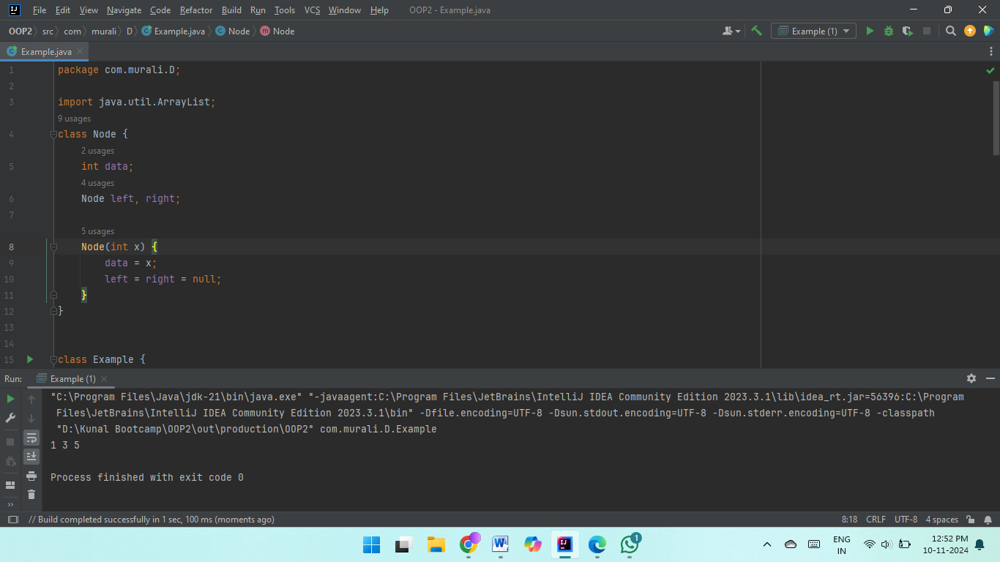 File Edit View Navigate Code Refactor Build Run Tools VCS Window Help OOP2 - Example.java
OOP2 src com murali D Example.java Node Node
Example (1)
Example.java
1 package com.murali.D;
2
3 import java.util.ArrayList;
9 usages
4 class Node {
2 usages
5 int data;
4 usages
6 Node left, right;
7
5 usages
8 Node(int x) {
9 data = x;
10 left = right = null;
11 }
12 }
13
14
15 class Example {
Run: Example (1)
"C:\Program Files\Java\jdk-21\bin\java.exe" "-javaagent:C:\Program Files\JetBrains\IntelliJ IDEA Community Edition 2023.3.1\lib\idea_rt.jar=56396:C:\Program
Files\JetBrains\IntelliJ IDEA Community Edition 2023.3.1\bin" -Dfile.encoding=UTF-8 -Dsun.stdout.encoding=UTF-8 -Dsun.stderr.encoding=UTF-8 -classpath
"D:\Kunal Bootcamp\OOP2\out\production\OOP2" com.murali.D.Example
1 3 5
Process finished with exit code 0
// Build completed successfully in 1 sec, 100 ms (moments ago) 8:18 CRLF UTF-8 4 spaces
1
ENG
IN
12:52 PM
10-11-2024